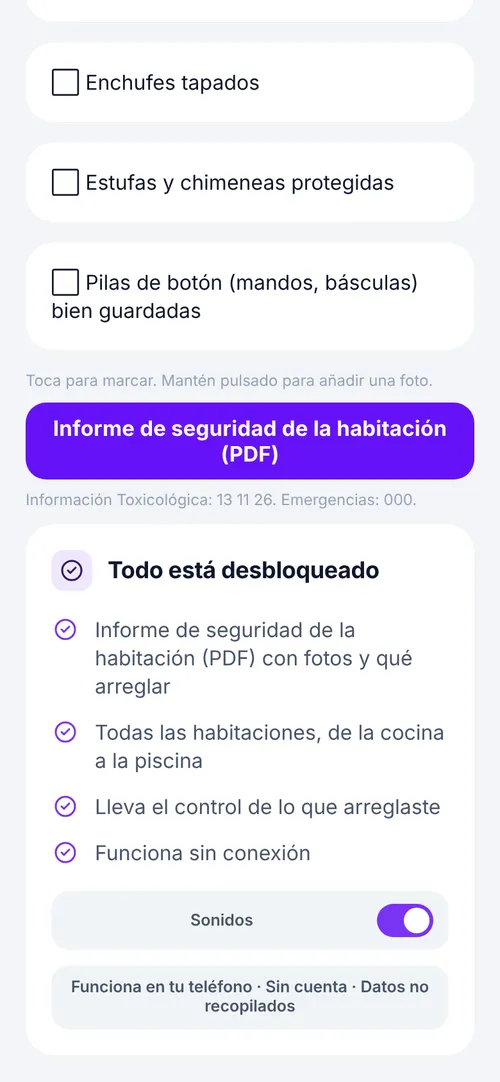 Enchufes tapados
Estufas y chimeneas protegidas
Pilas de botón (mandos, básculas)
bien guardadas
Toca para marcar. Mantén pulsado para añadir una foto.
Informe de seguridad de la habitación
(PDF)
Información Toxicológica: 13 11 26. Emergencias: 000.
Todo está desbloqueado
Informe de seguridad de la
habitación (PDF) con fotos y qué
arreglar
Todas las habitaciones, de la cocina
a la piscina
Lleva el control de lo que arreglaste
Funciona sin conexión
Sonidos
Funciona en tu teléfono · Sin cuenta · Datos no
recopilados